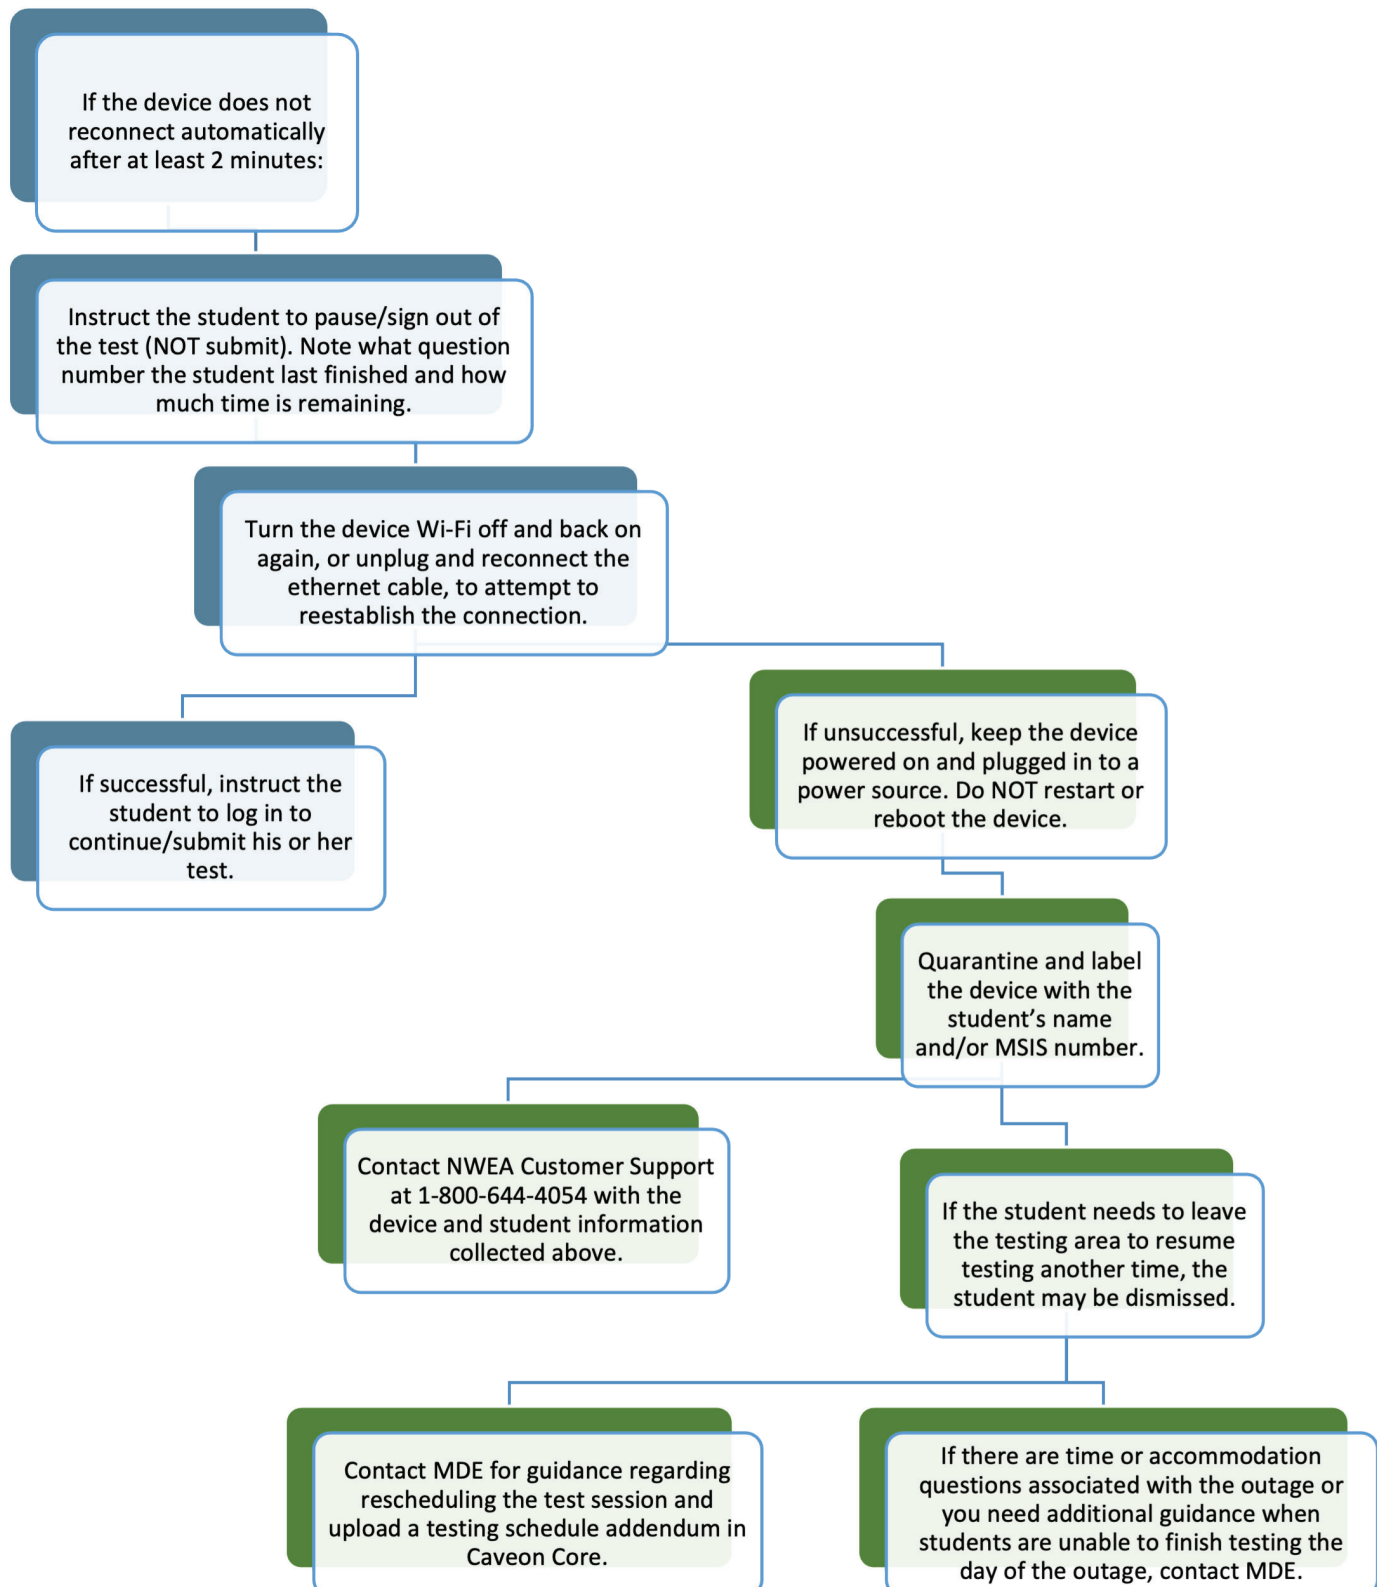 If the device does not
reconnect automatically
after at least 2 minutes:
Instruct the student to pause/sign out of
the test (NOT submit). Note what question
number the student last finished and how
much time is remaining.
Turn the device Wi-Fi off and back on
again, or unplug and reconnect the
ethernet cable, to attempt to
reestablish the connection.
If successful, instruct the
student to log in to
continue/submit his or her
test.
If unsuccessful, keep the device
powered on and plugged in to a
power source. Do NOT restart or
reboot the device.
Quarantine and label
the device with the
student’s name
and/or MSIS number.
Contact NWEA Customer Support
at 1-800-644-4054 with the
device and student information
collected above.
If the student needs to leave
the testing area to resume
testing another time, the
student may be dismissed.
Contact MDE for guidance regarding
rescheduling the test session and
upload a testing schedule addendum in
Caveon Core.
If there are time or accommodation
questions associated with the outage or
you need additional guidance when
students are unable to finish testing the
day of the outage, contact MDE.